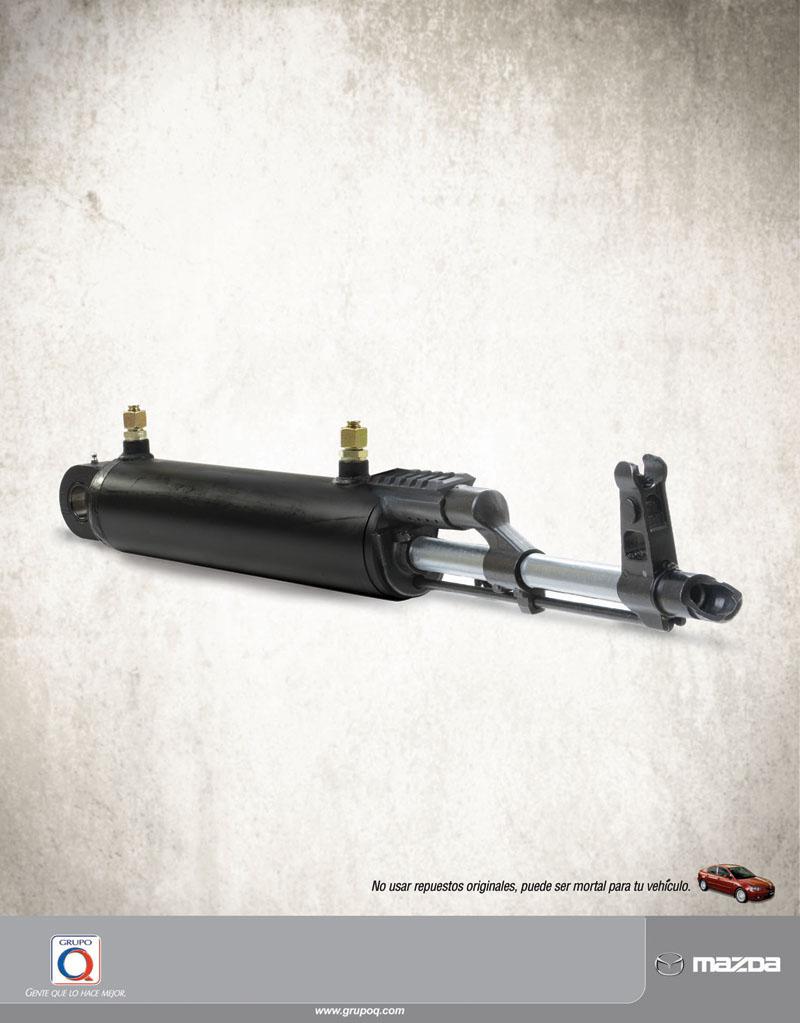 No usar repuestos originales, puede ser mortal para tu vehículo.
GRUPO
Q
GENTE QUE LO HACE MEJOR.
mazda
www.grupoq.com